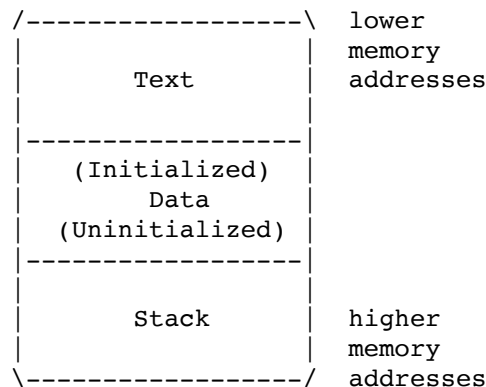 /------------------\ lower
| | memory
| Text | addresses
| |
|------------------|
| (Initialized) |
| Data |
| (Uninitialized) |
|------------------|
| |
| Stack | higher
| | memory
\------------------/ addresses